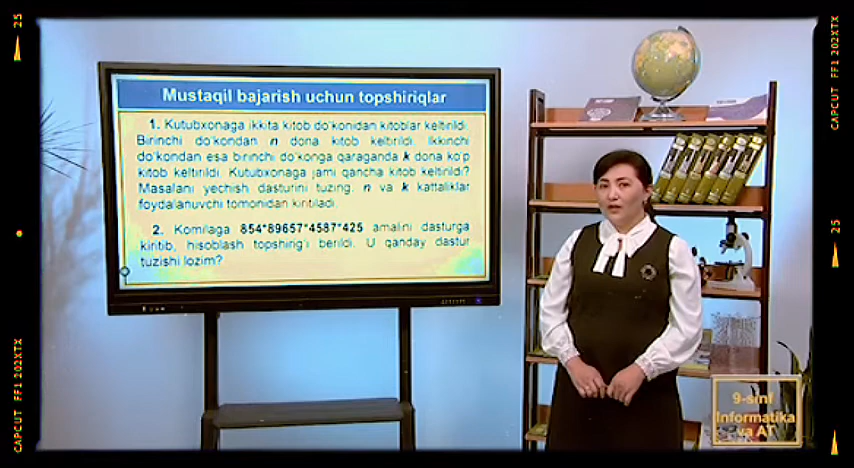 25
CAPCUT FF1 202XTX
Mustaqil bajarish uchun topshiriqlar
1. Kutubxonaga ikkita kitob do'konidan kitoblar keltirildi.
Birinchi do'kondan n dona kitob keltirildi. Ikkinchi
do'kondan esa birinchi do'konga qaraganda k dona ko'p
kitob keltirildi. Kutubxonaga jami qancha kitob keltirildi?
Masalani yechish dasturini tuzing. n va k kattaliklar
foydalanuvchi tomonidan kiritiladi.
2. Komilaga 854*89657*4587*425 amalni dasturga
kiritib, hisoblash topshirig'i berildi. U qanday dastur
tuzishi lozim?
9-sinf
Informatika
va AT
CAPCUT FF1 202XTX
25